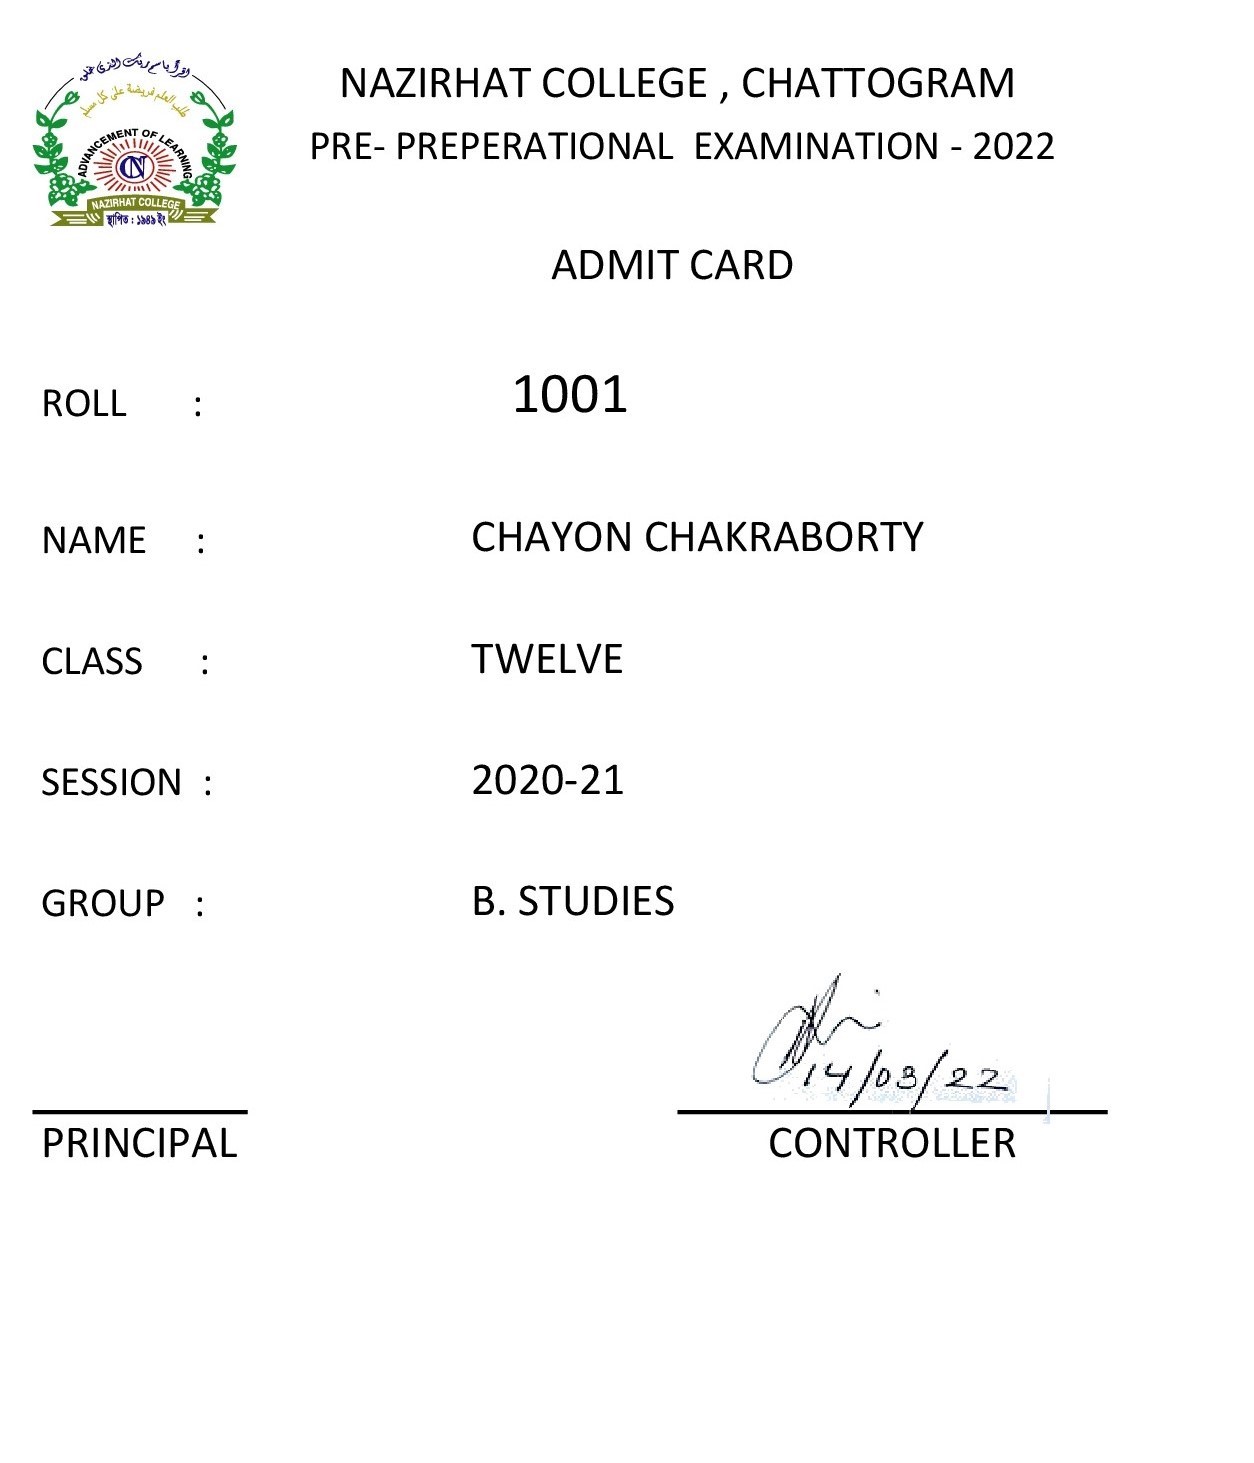 اقرأ باسم ربك الذي خلق
طلب العلم فريضة على كل مسلم
ADVANCEMENT OF LEARNING
CN
NAZIRHAT COLLEGE
স্থাপিত : ১৯৪৯ ইং
NAZIRHAT COLLEGE , CHATTOGRAM
PRE- PREPERATIONAL EXAMINATION - 2022
ADMIT CARD
ROLL : 1001
NAME : CHAYON CHAKRABORTY
CLASS : TWELVE
SESSION : 2020-21
GROUP : B. STUDIES
14/03/22
PRINCIPAL CONTROLLER